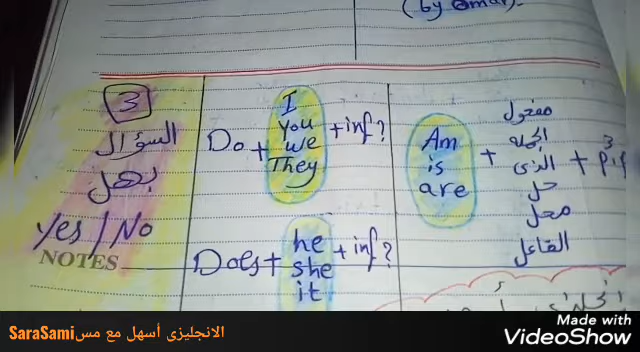 (by Omar)
3
السؤال
بهل
Yes/No
NOTES
Do + I you we They + inf?
Does + he she it + inf?
Am is are + مفعول الجملة الذى حل محل الفاعل + P.P
SaraSami الانجليزى أسهل مع مس
Made with
VideoShow